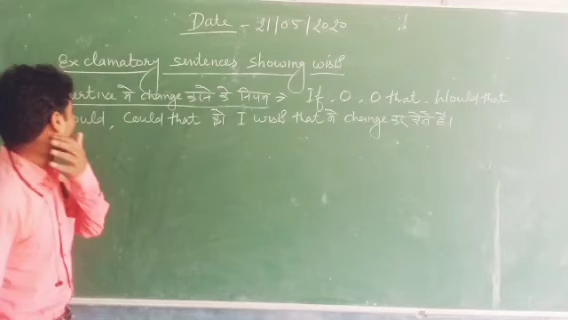 Date - 21/05/2020
Exclamatory sentences showing wish
ertive में change करने के नियम ⇒ If, O, O that, Would that
ould, Could that को I wish that में change कर देते हैं।